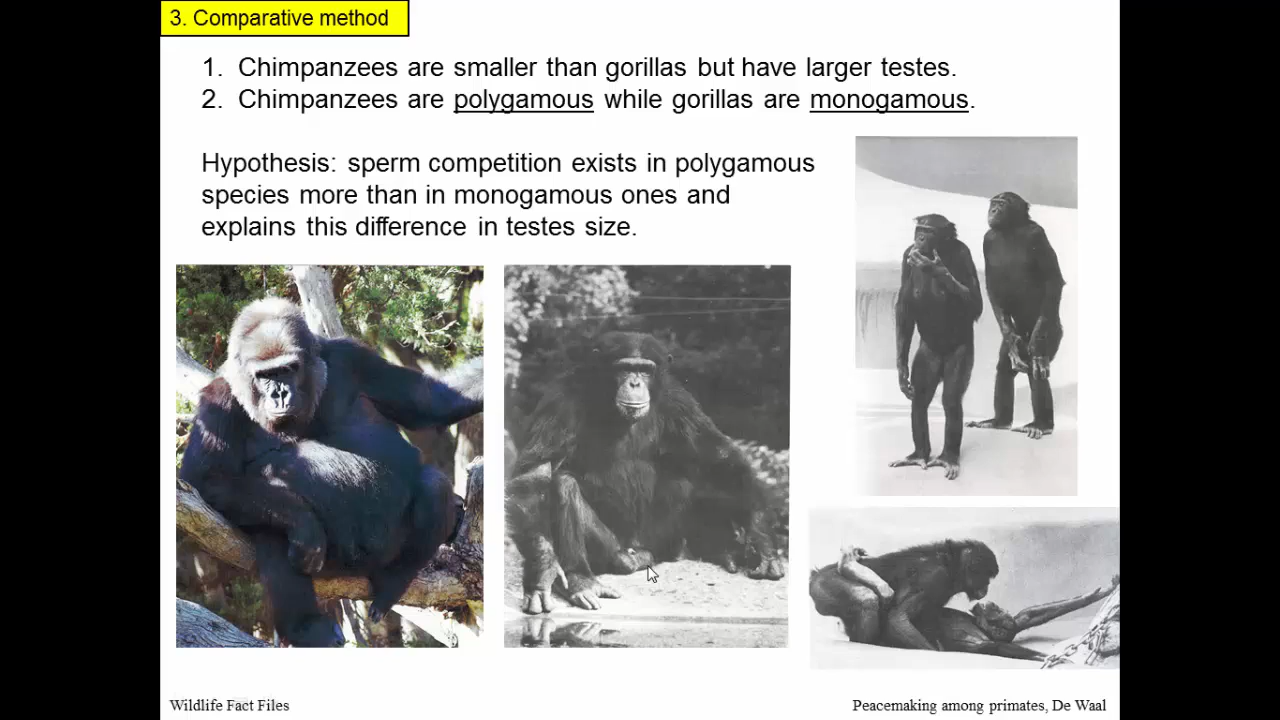 3. Comparative method
1. Chimpanzees are smaller than gorillas but have larger testes.
2. Chimpanzees are polygamous while gorillas are monogamous.
Hypothesis: sperm competition exists in polygamous
species more than in monogamous ones and
explains this difference in testes size.
Wildlife Fact Files
Peacemaking among primates, De Waal